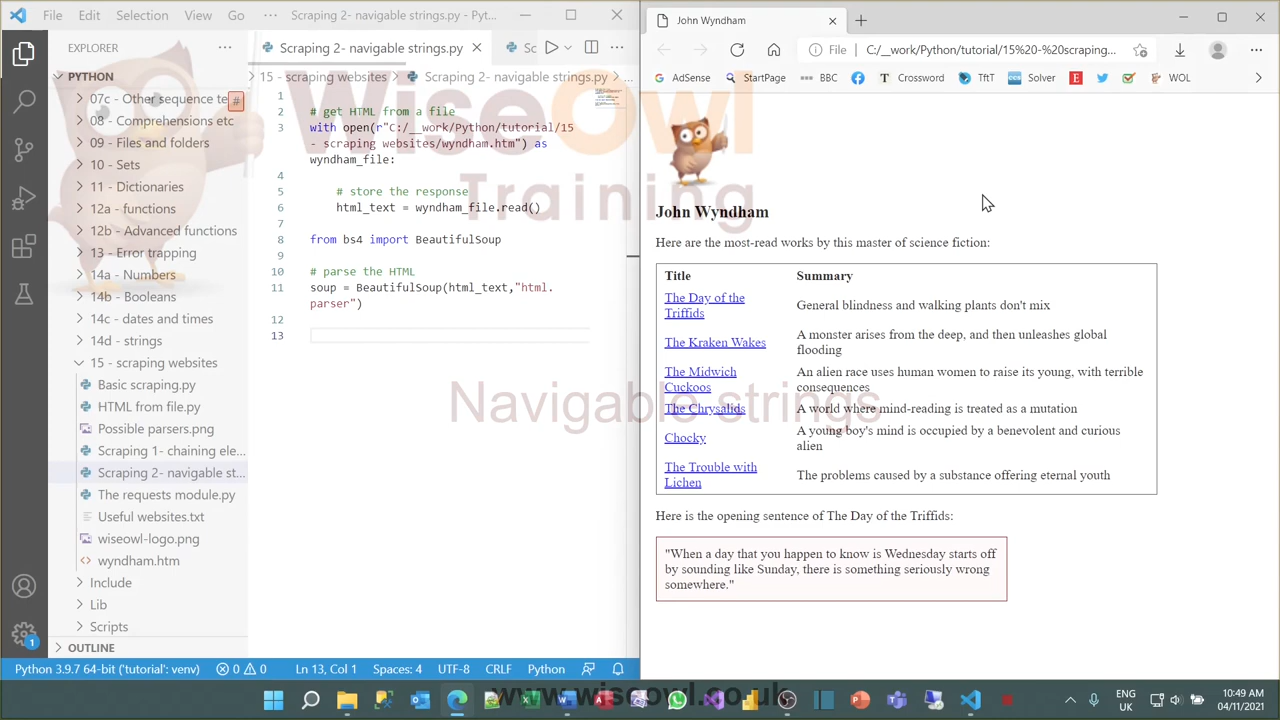 File Edit Selection View Go ··· Scraping 2- navigable strings.py - Pyt...
EXPLORER
PYTHON
17c - Other sequence te
#
08 - Comprehensions etc
09 - Files and folders
10 - Sets
11 - Dictionaries
12a - functions
12b - Advanced functions
13 - Error trapping
14a - Numbers
14b - Booleans
14c - dates and times
14d - strings
15 - scraping websites
Basic scraping.py
HTML from file.py
Possible parsers.png
Scraping 1- chaining ele...
Scraping 2- navigable st...
The requests module.py
Useful websites.txt
wiseowl-logo.png
wyndham.htm
Include
Lib
Scripts
OUTLINE
Scraping 2- navigable strings.py
Sc
15 - scraping websites > Scraping 2- navigable strings.py > ...
1
2 # get HTML from a file
3 with open(r"C:/__work/Python/tutorial/15
- scraping websites/wyndham.htm") as
wyndham_file:
4
5 # store the response
6 html_text = wyndham_file.read()
7
8 from bs4 import BeautifulSoup
9
10 # parse the HTML
11 soup = BeautifulSoup(html_text,"html.
parser")
12
13
Python 3.9.7 64-bit ('tutorial': venv) 0 0 Ln 13, Col 1 Spaces: 4 UTF-8 CRLF Python
John Wyndham
File C:/__work/Python/tutorial/15%20-%20scraping...
AdSense StartPage BBC Crossword TftT Solver WOL
John Wyndham
Here are the most-read works by this master of science fiction:
Title Summary
The Day of the
Triffids
General blindness and walking plants don't mix
The Kraken Wakes
A monster arises from the deep, and then unleashes global
flooding
The Midwich
Cuckoos
An alien race uses human women to raise its young, with terrible
consequences
The Chrysalids
A world where mind-reading is treated as a mutation
Chocky
A young boy's mind is occupied by a benevolent and curious
alien
The Trouble with
Lichen
The problems caused by a substance offering eternal youth
Here is the opening sentence of The Day of the Triffids:
"When a day that you happen to know is Wednesday starts off
by sounding like Sunday, there is something seriously wrong
somewhere."
wiseowl
Training
Navigable strings
www.wiseowl.co.uk
1
ENG
UK
10:49 AM
04/11/2021